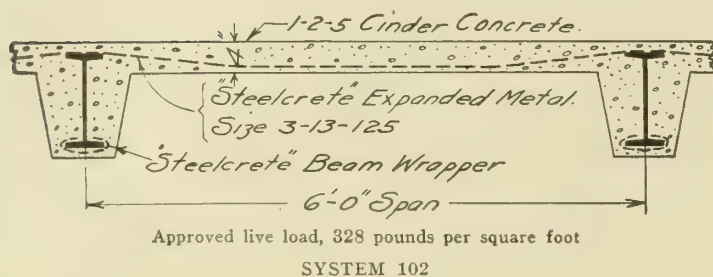 1-2-5 Cinder Concrete.
4"
"Steelcrete" Expanded Metal.
Size 3-13-125
"Steelcrete" Beam Wrapper
6'-0" Span
Approved live load, 328 pounds per square foot
SYSTEM 102